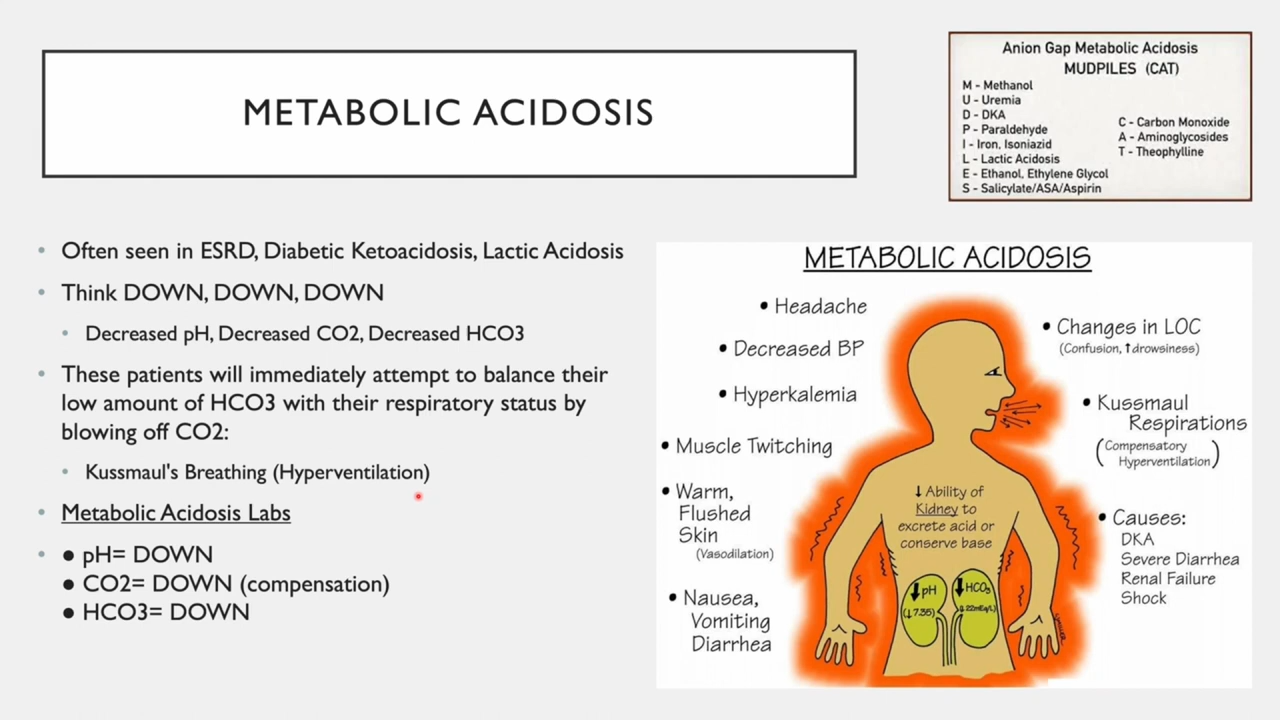 METABOLIC ACIDOSIS
Anion Gap Metabolic Acidosis
MUDPILES (CAT)
M - Methanol
U - Uremia
D - DKA
P - Paraldehyde
I - Iron, Isoniazid
L - Lactic Acidosis
E - Ethanol, Ethylene Glycol
S - Salicylate/ASA/Aspirin
C - Carbon Monoxide
A - Aminoglycosides
T - Theophylline
• Often seen in ESRD, Diabetic Ketoacidosis, Lactic Acidosis
• Think DOWN, DOWN, DOWN
• Decreased pH, Decreased CO2, Decreased HCO3
• These patients will immediately attempt to balance their
low amount of HCO3 with their respiratory status by
blowing off CO2:
• Kussmaul's Breathing (Hyperventilation)
• Metabolic Acidosis Labs
• ● pH= DOWN
● CO2= DOWN (compensation)
● HCO3= DOWN
METABOLIC ACIDOSIS
• Headache
• Decreased BP
• Hyperkalemia
• Muscle Twitching
• Warm,
Flushed
Skin
(Vasodilation)
• Nausea,
Vomiting
Diarrhea
↓ Ability of
Kidney to
excrete acid or
conserve base
↓pH
(↓7.35)
↓HCO₃
(↓22mEq/L)
• Changes in LOC
(Confusion, ↑drowsiness)
• Kussmaul
Respirations
(Compensatory
Hyperventilation)
• Causes:
DKA
Severe Diarrhea
Renal Failure
Shock